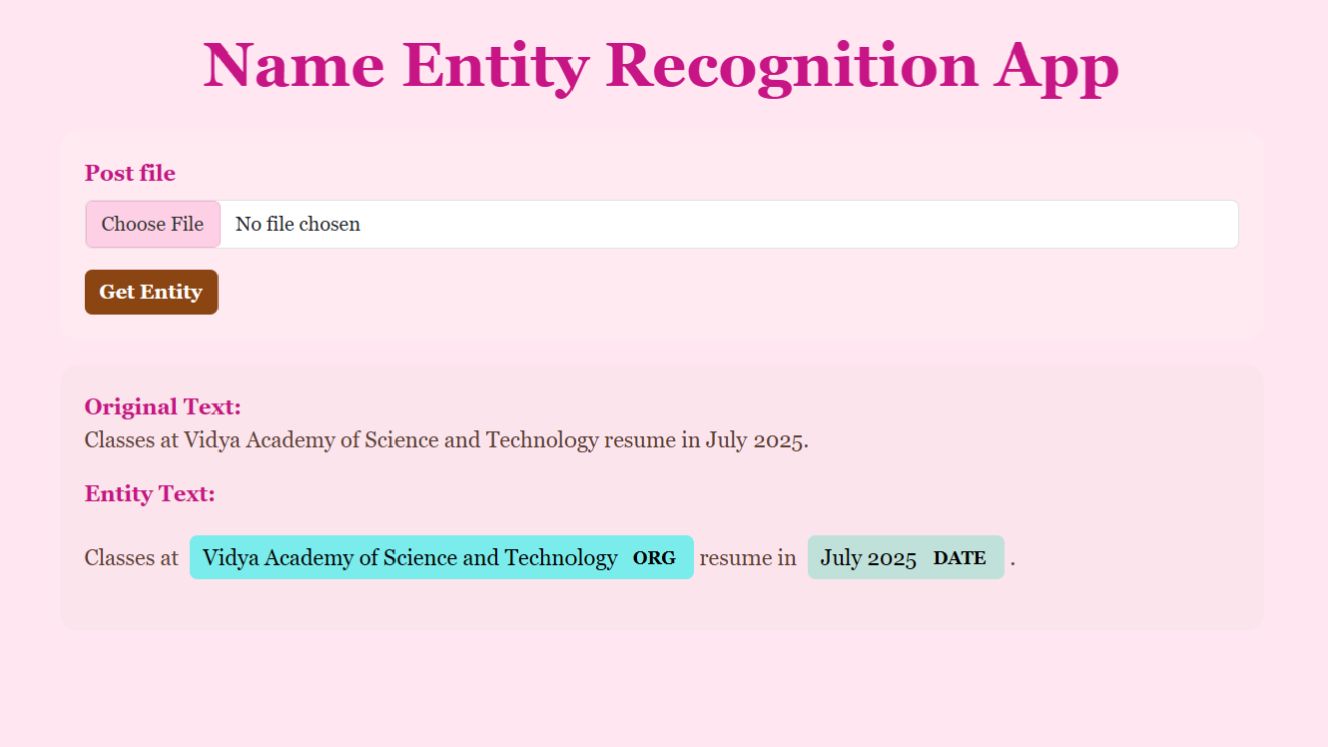 Name Entity Recognition App
Post file
Choose File No file chosen
Get Entity
Original Text:
Classes at Vidya Academy of Science and Technology resume in July 2025.
Entity Text:
Classes at Vidya Academy of Science and Technology ORG resume in July 2025 DATE .